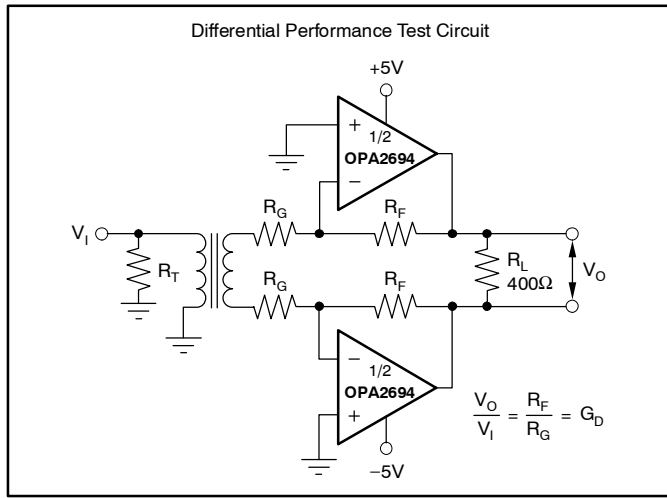 Differential Performance Test Circuit
+5V
+
1/2
OPA2694
−
R_G
R_F
V_I
R_T
R_L
400Ω
V_O
R_G
R_F
−
1/2
OPA2694
+
V_O/V_I = R_F/R_G = G_D
−5V